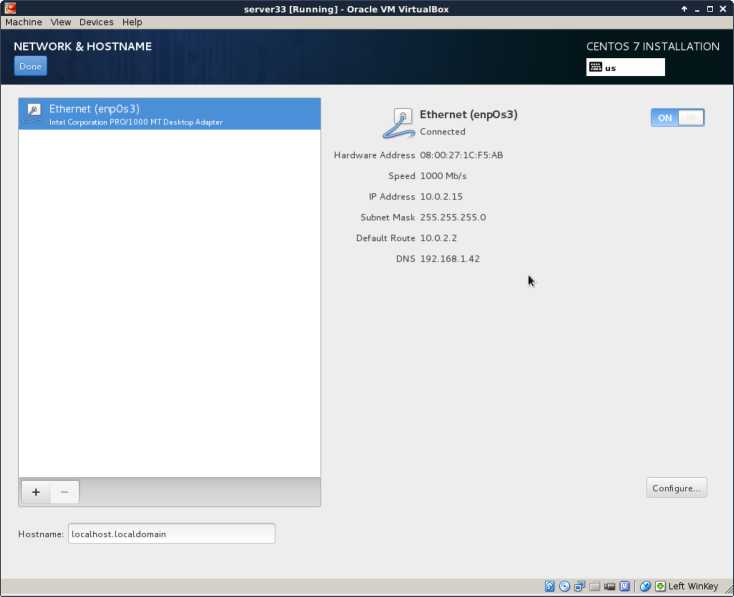 server33 [Running] - Oracle VM VirtualBox
Machine View Devices Help
NETWORK & HOSTNAME
CENTOS 7 INSTALLATION
Done
us
Ethernet (enp0s3)
Intel Corporation PRO/1000 MT Desktop Adapter
Ethernet (enp0s3)
Connected
ON
Hardware Address 08:00:27:1C:F5:AB
Speed 1000 Mb/s
IP Address 10.0.2.15
Subnet Mask 255.255.255.0
Default Route 10.0.2.2
DNS 192.168.1.42
+ −
Configure...
Hostname: localhost.localdomain
Left WinKey